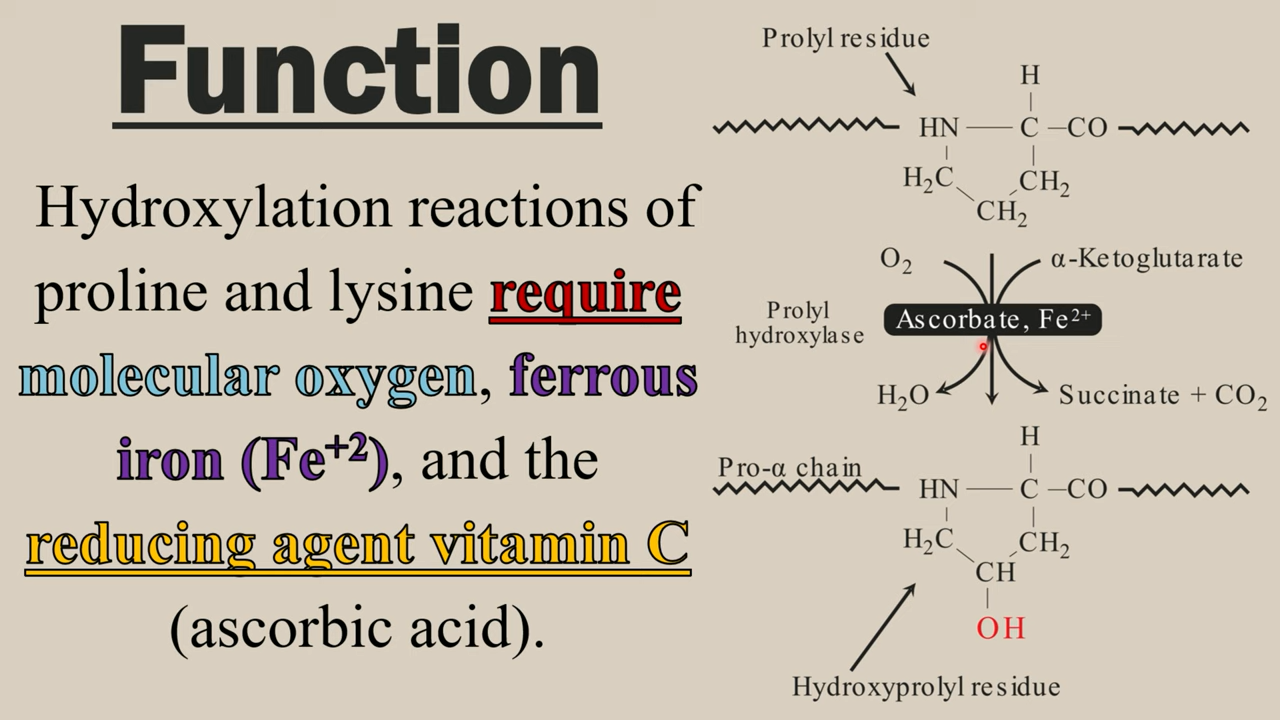 Function
Hydroxylation reactions of
proline and lysine require
molecular oxygen, ferrous
iron (Fe⁺²), and the
reducing agent vitamin C
(ascorbic acid).
Prolyl residue
H
HN C CO
H₂C CH₂
CH₂
O₂ α-Ketoglutarate
Prolyl
hydroxylase
Ascorbate, Fe²⁺
H₂O Succinate + CO₂
H
Pro-α chain
HN C CO
H₂C CH₂
CH
OH
Hydroxyprolyl residue